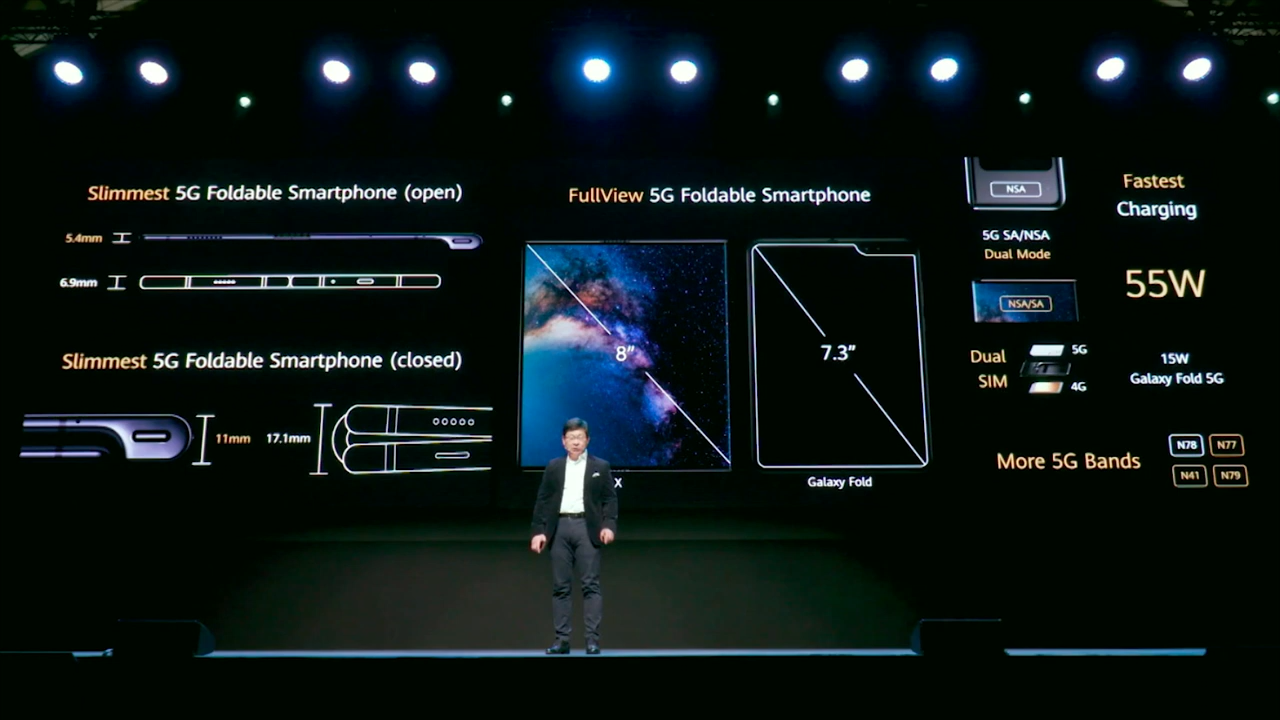 Slimmest 5G Foldable Smartphone (open)
5.4mm
6.9mm
Slimmest 5G Foldable Smartphone (closed)
11mm
17.1mm
FullView 5G Foldable Smartphone
8”
7.3”
X
Galaxy Fold
NSA
5G SA/NSA
Dual Mode
NSA/SA
Dual
SIM
5G
4G
Fastest
Charging
55W
15W
Galaxy Fold 5G
More 5G Bands
N78 N77
N41 N79